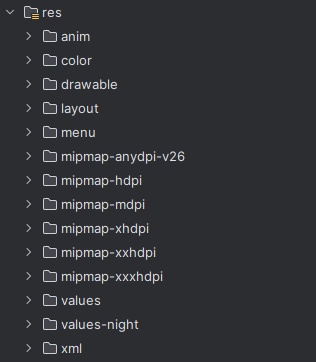 res
anim
color
drawable
layout
menu
mipmap-anydpi-v26
mipmap-hdpi
mipmap-mdpi
mipmap-xhdpi
mipmap-xxhdpi
mipmap-xxxhdpi
values
values-night
xml